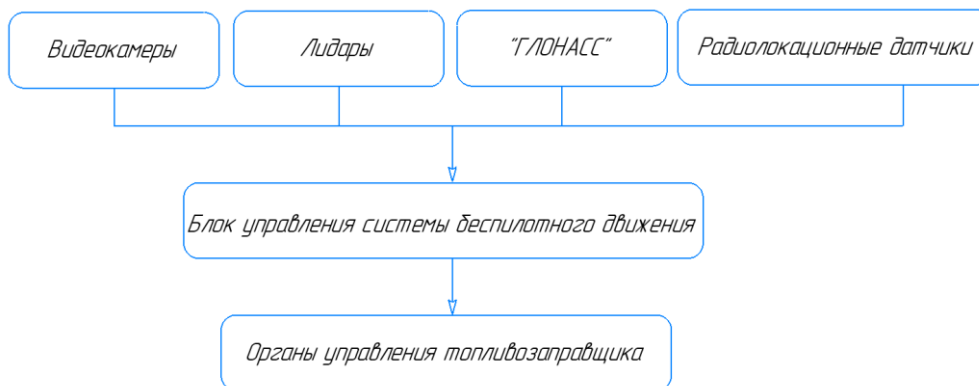 Видеокамеры
Лидары
"ГЛОНАСС"
Радиолокационные датчики
Блок управления системы беспилотного движения
Органы управления топливозаправщика